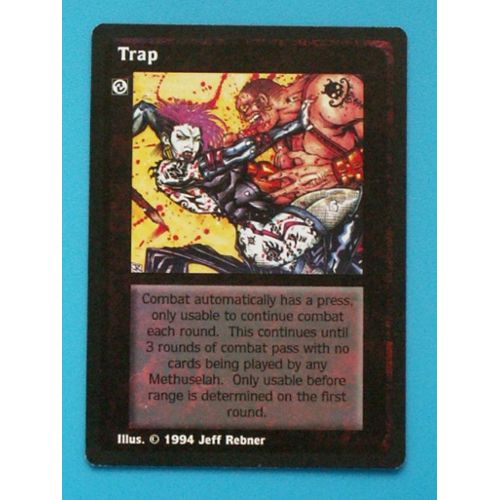 Trap
Combat automatically has a press,
only usable to continue combat
each round. This continues until
3 rounds of combat pass with no
cards being played by any
Methuselah. Only usable before
range is determined on the first
round.
Illus. © 1994 Jeff Rebner